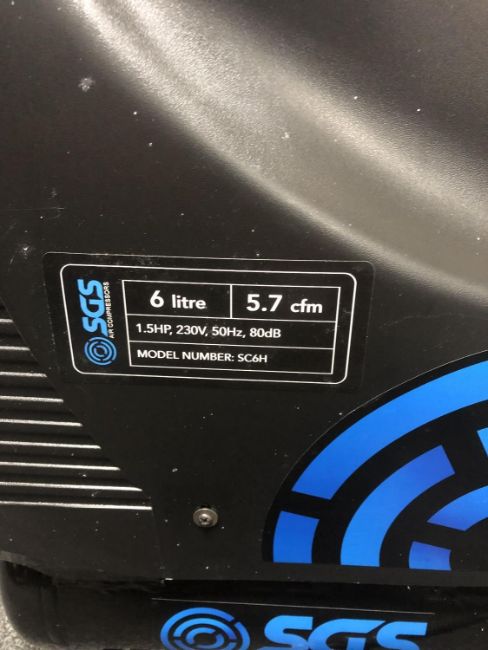 SGS
AIR COMPRESSORS
6 litre
5.7 cfm
1.5HP, 230V, 50Hz, 80dB
MODEL NUMBER: SC6H
SGS